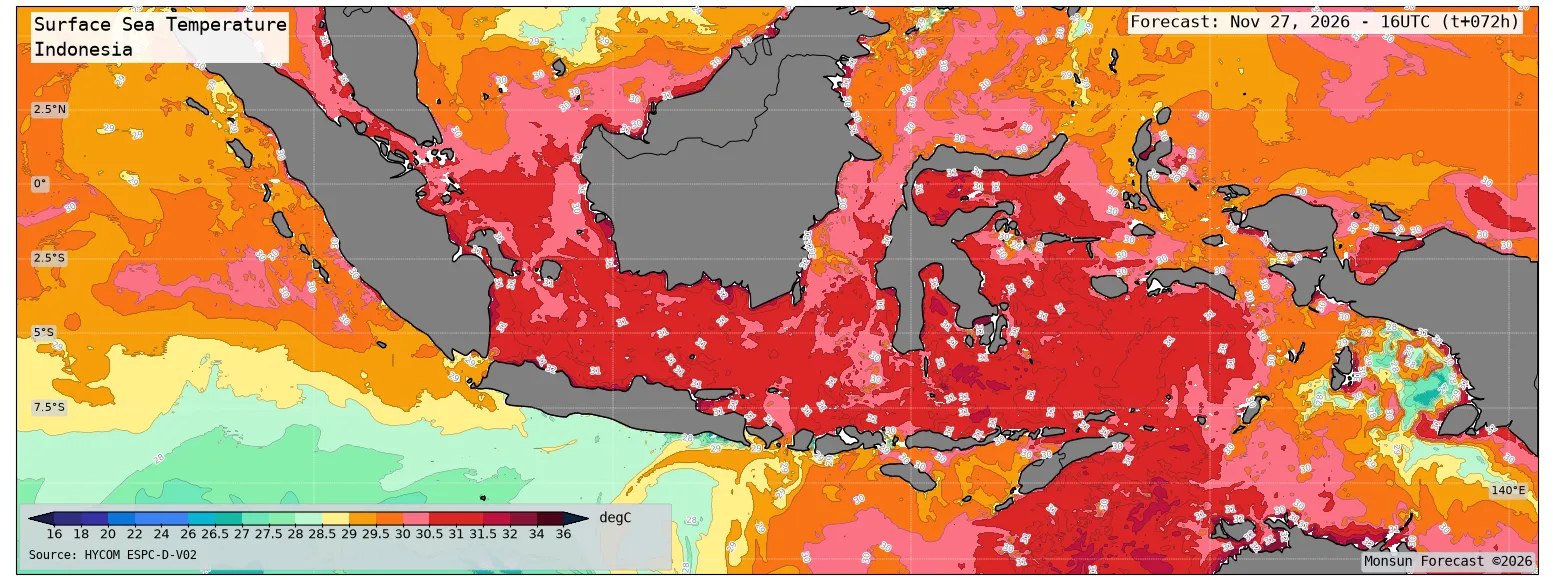 Surface Sea Temperature
Indonesia
Forecast: Nov 27, 2026 - 16UTC (t+072h)
2.5°N
0°
2.5°S
5°S
7.5°S
140°E
degC
16 18 20 22 24 26 26.5 27 27.5 28 28.5 29 29.5 30 30.5 31 31.5 32 34 36
Source: HYCOM ESPC-D-V02
Monsun Forecast ©2026